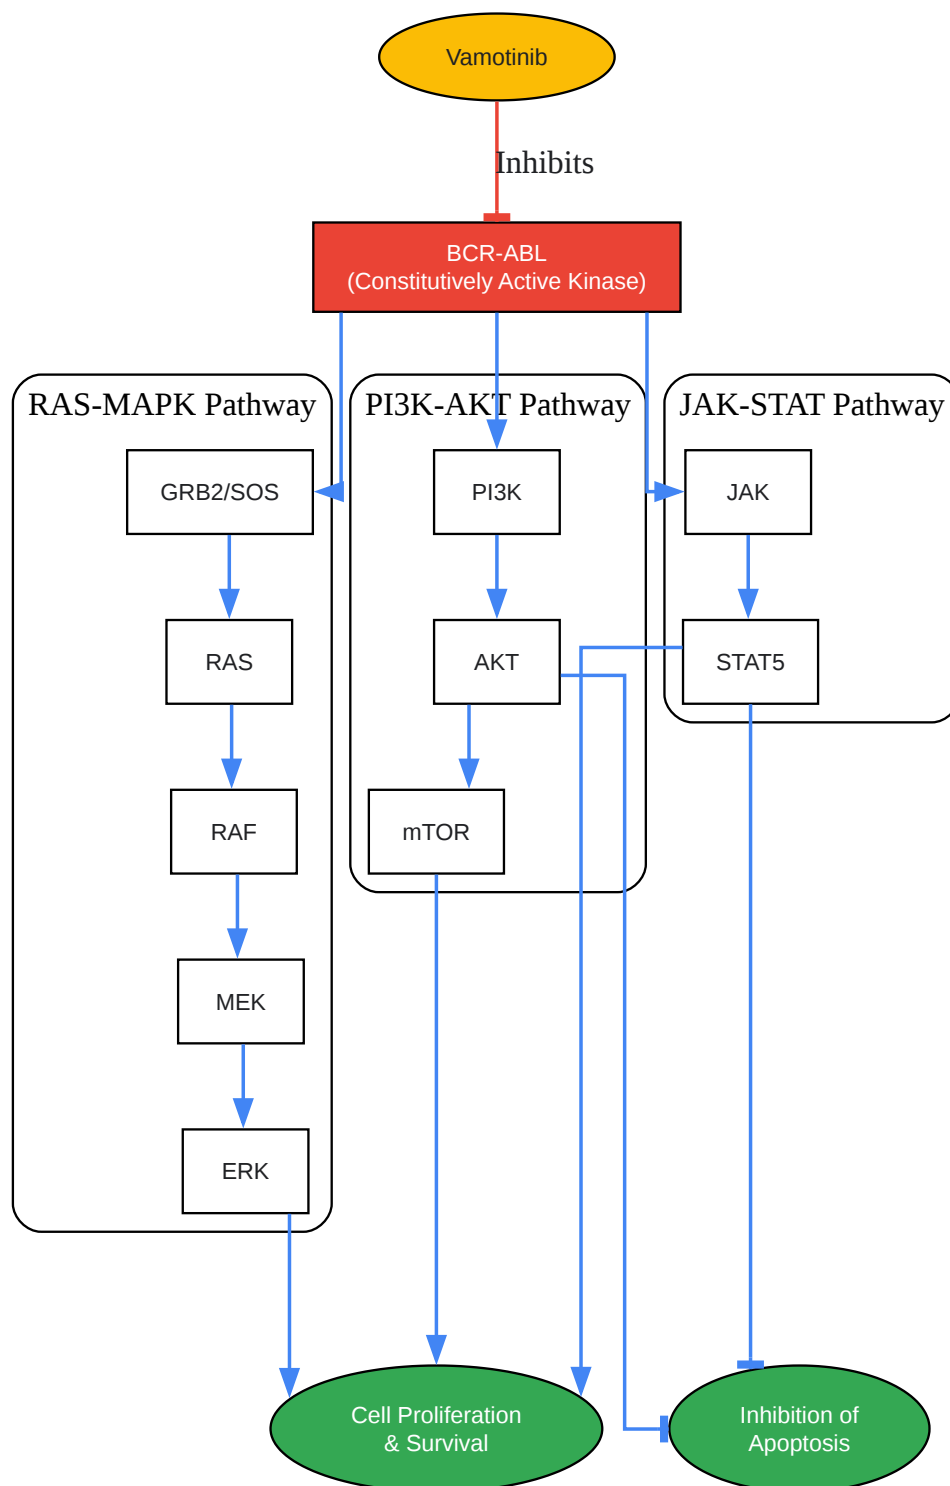 Vamotinib
Inhibits
BCR-ABL
(Constitutively Active Kinase)
RAS-MAPK Pathway
PI3K-AKT Pathway
JAK-STAT Pathway
GRB2/SOS
PI3K
JAK
RAS
AKT
STAT5
RAF
mTOR
MEK
ERK
Cell Proliferation
& Survival
Inhibition of
Apoptosis